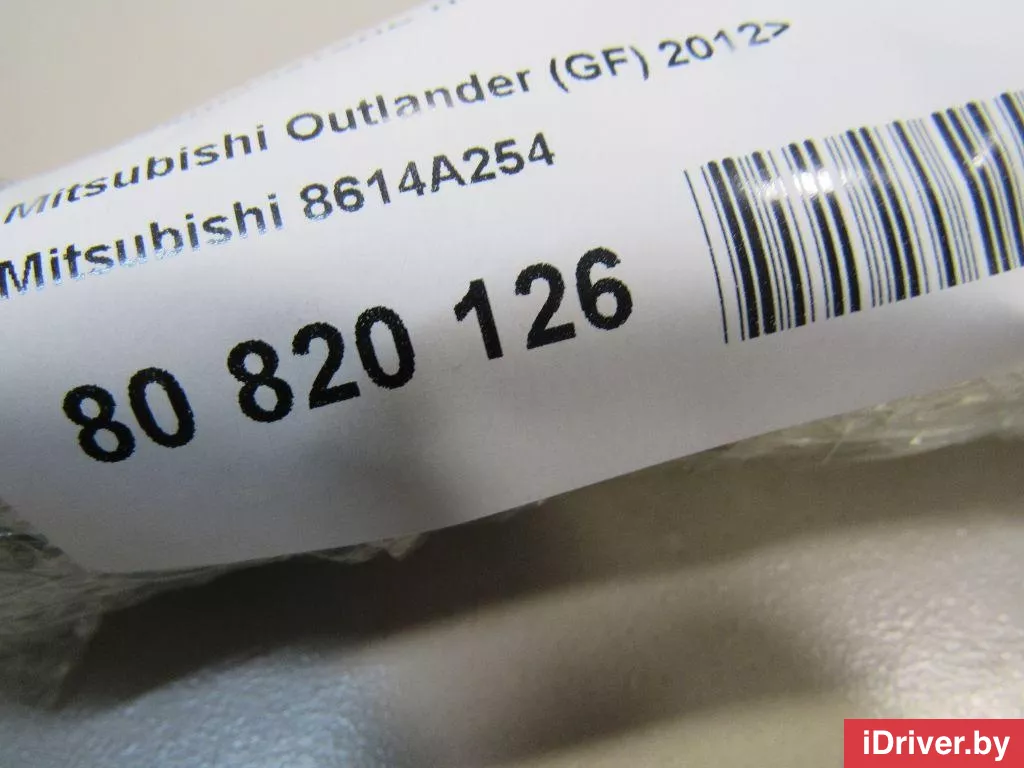 Mitsubishi Outlander (GF) 2012>
Mitsubishi 8614A254
80 820 126
iDriver.by